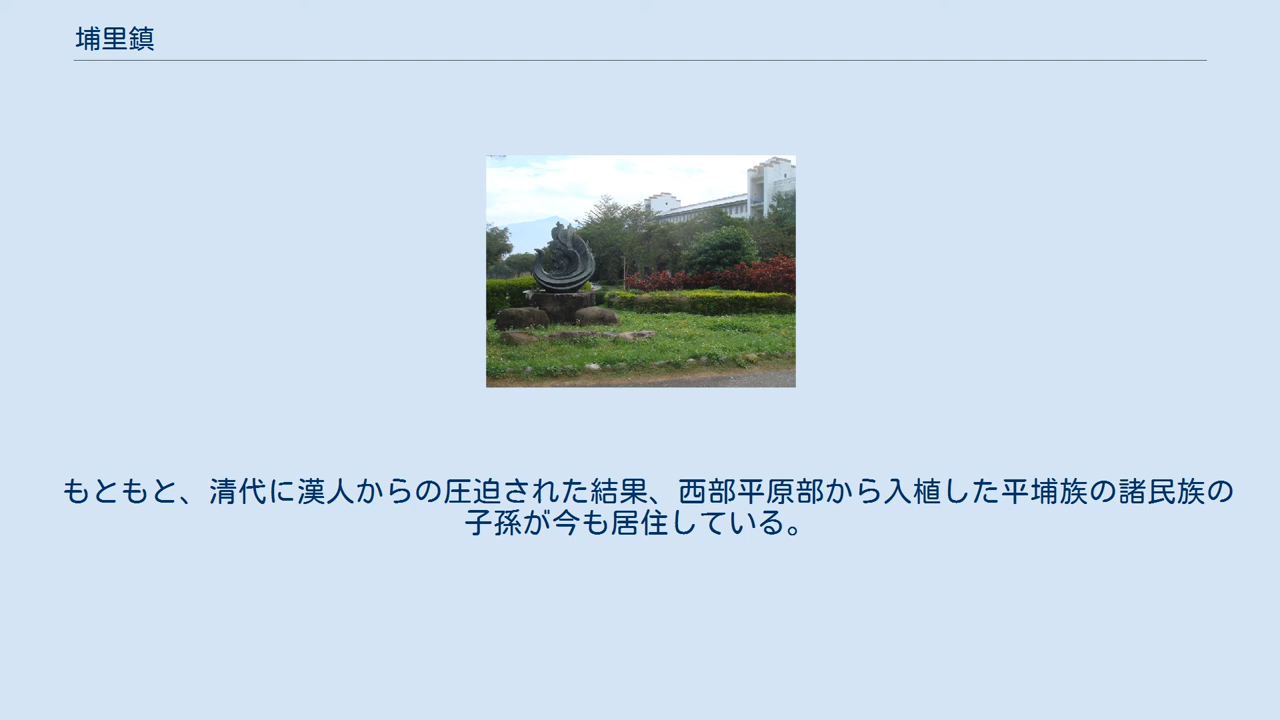 埔里鎮
もともと、清代に漢人からの圧迫された結果、西部平原部から入植した平埔族の諸民族の
子孫が今も居住している。